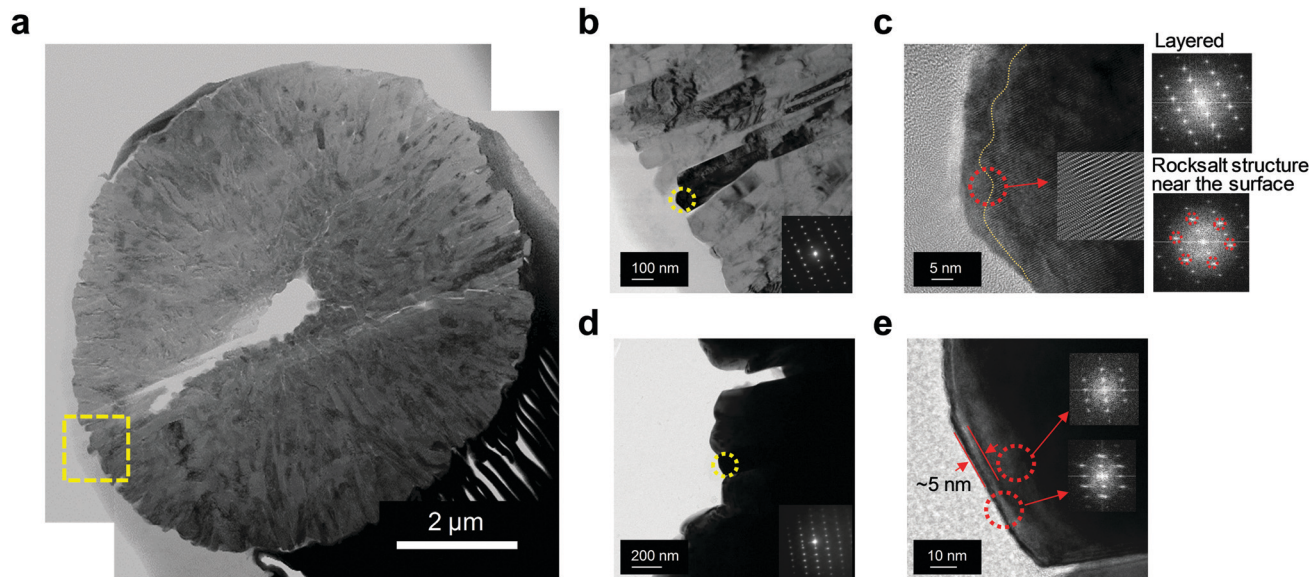 a
2 µm
b
100 nm
c
5 nm
Layered
Rocksalt structure
near the surface
d
200 nm
e
~5 nm
10 nm